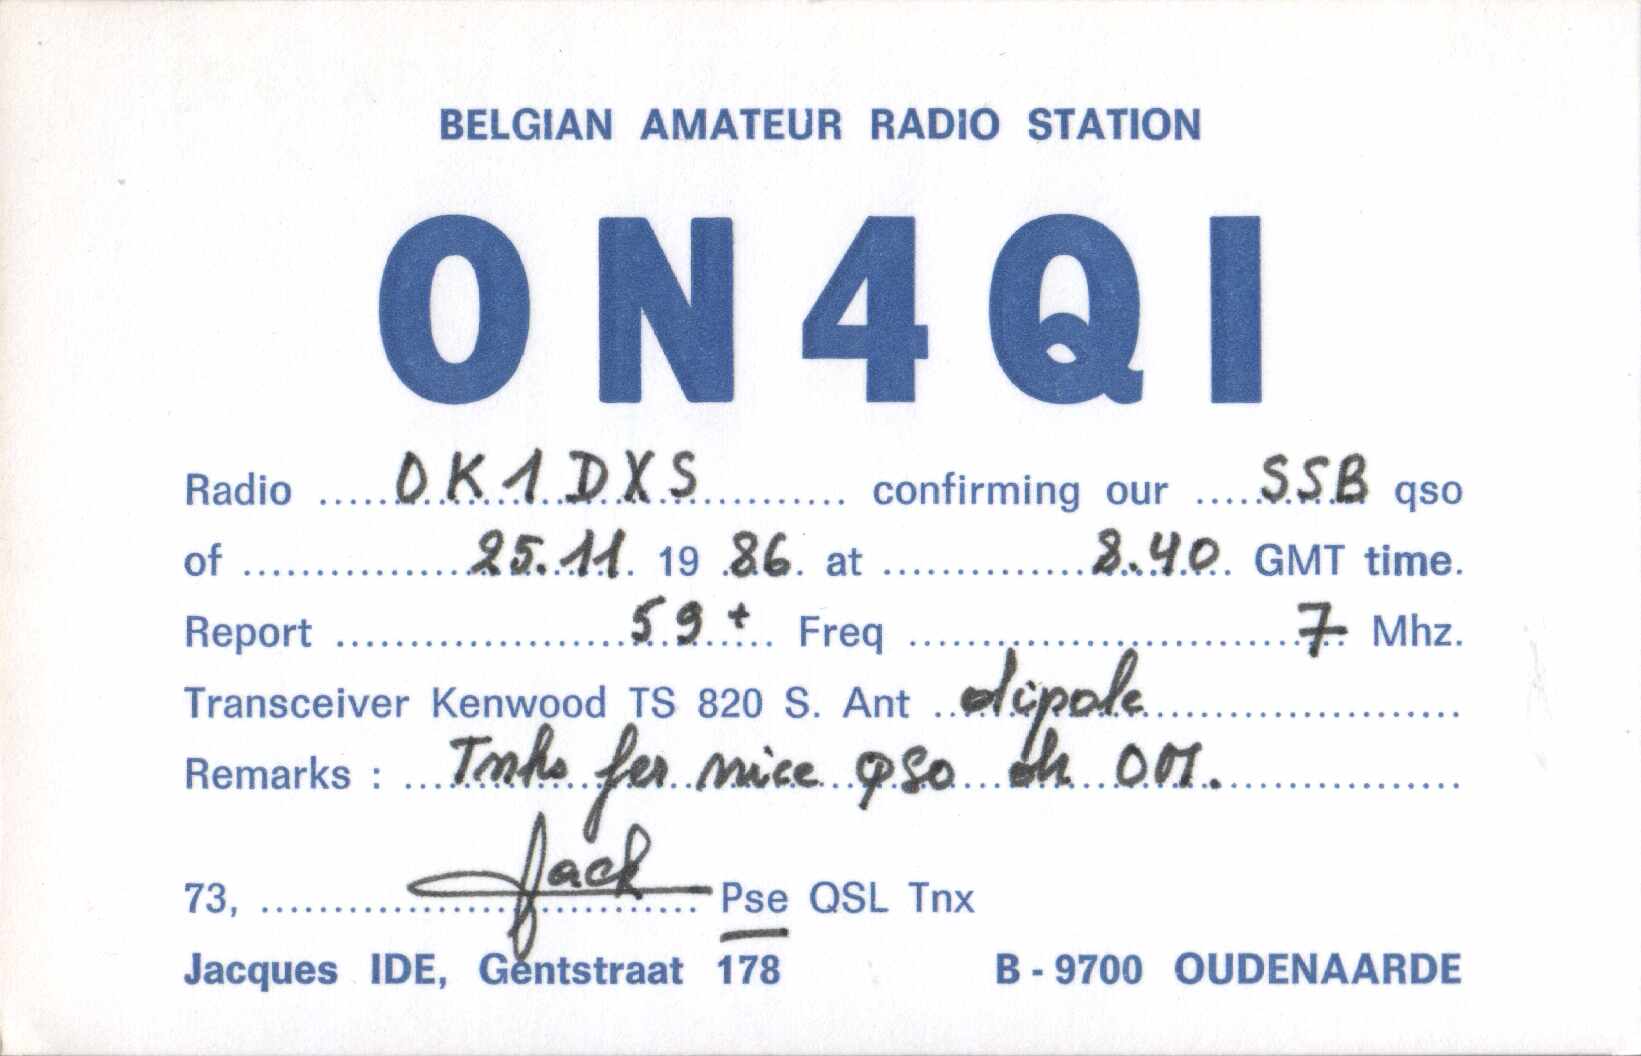 BELGIAN AMATEUR RADIO STATION
ON4QI
Radio OK1DXS confirming our SSB qso
of 25.11. 19 86. at 8.40 GMT time.
Report 59+ Freq 7 Mhz.
Transceiver Kenwood TS 820 S. Ant dipole
Remarks : Tnks fer nice qso dr OM.
73, Jack Pse QSL Tnx
Jacques IDE, Gentstraat 178 B - 9700 OUDENAARDE